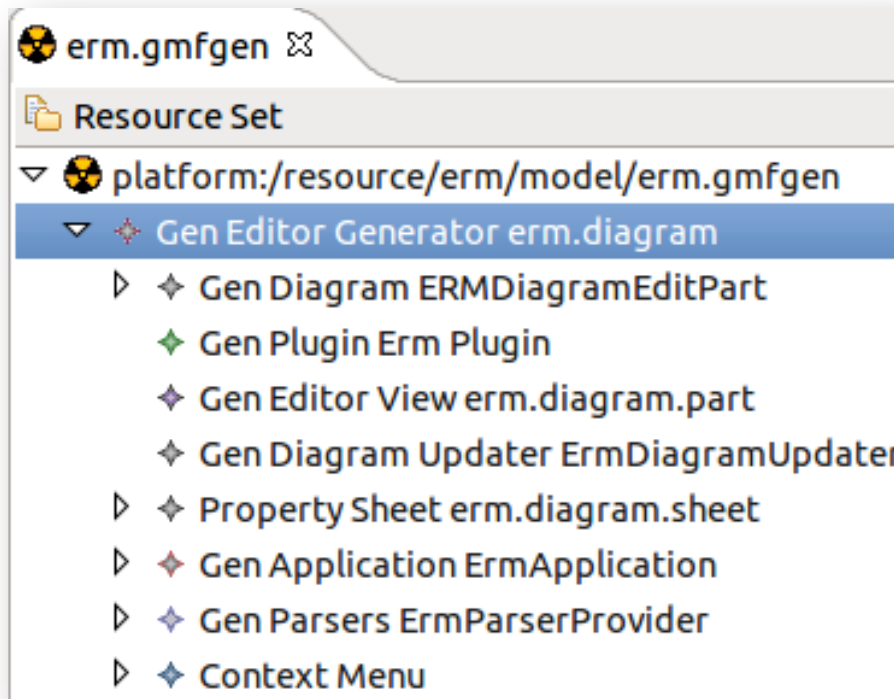 erm.gmfgen
Resource Set
platform:/resource/erm/model/erm.gmfgen
Gen Editor Generator erm.diagram
Gen Diagram ERMDiagramEditPart
Gen Plugin Erm Plugin
Gen Editor View erm.diagram.part
Gen Diagram Updater ErmDiagramUpdater
Property Sheet erm.diagram.sheet
Gen Application ErmApplication
Gen Parsers ErmParserProvider
Context Menu